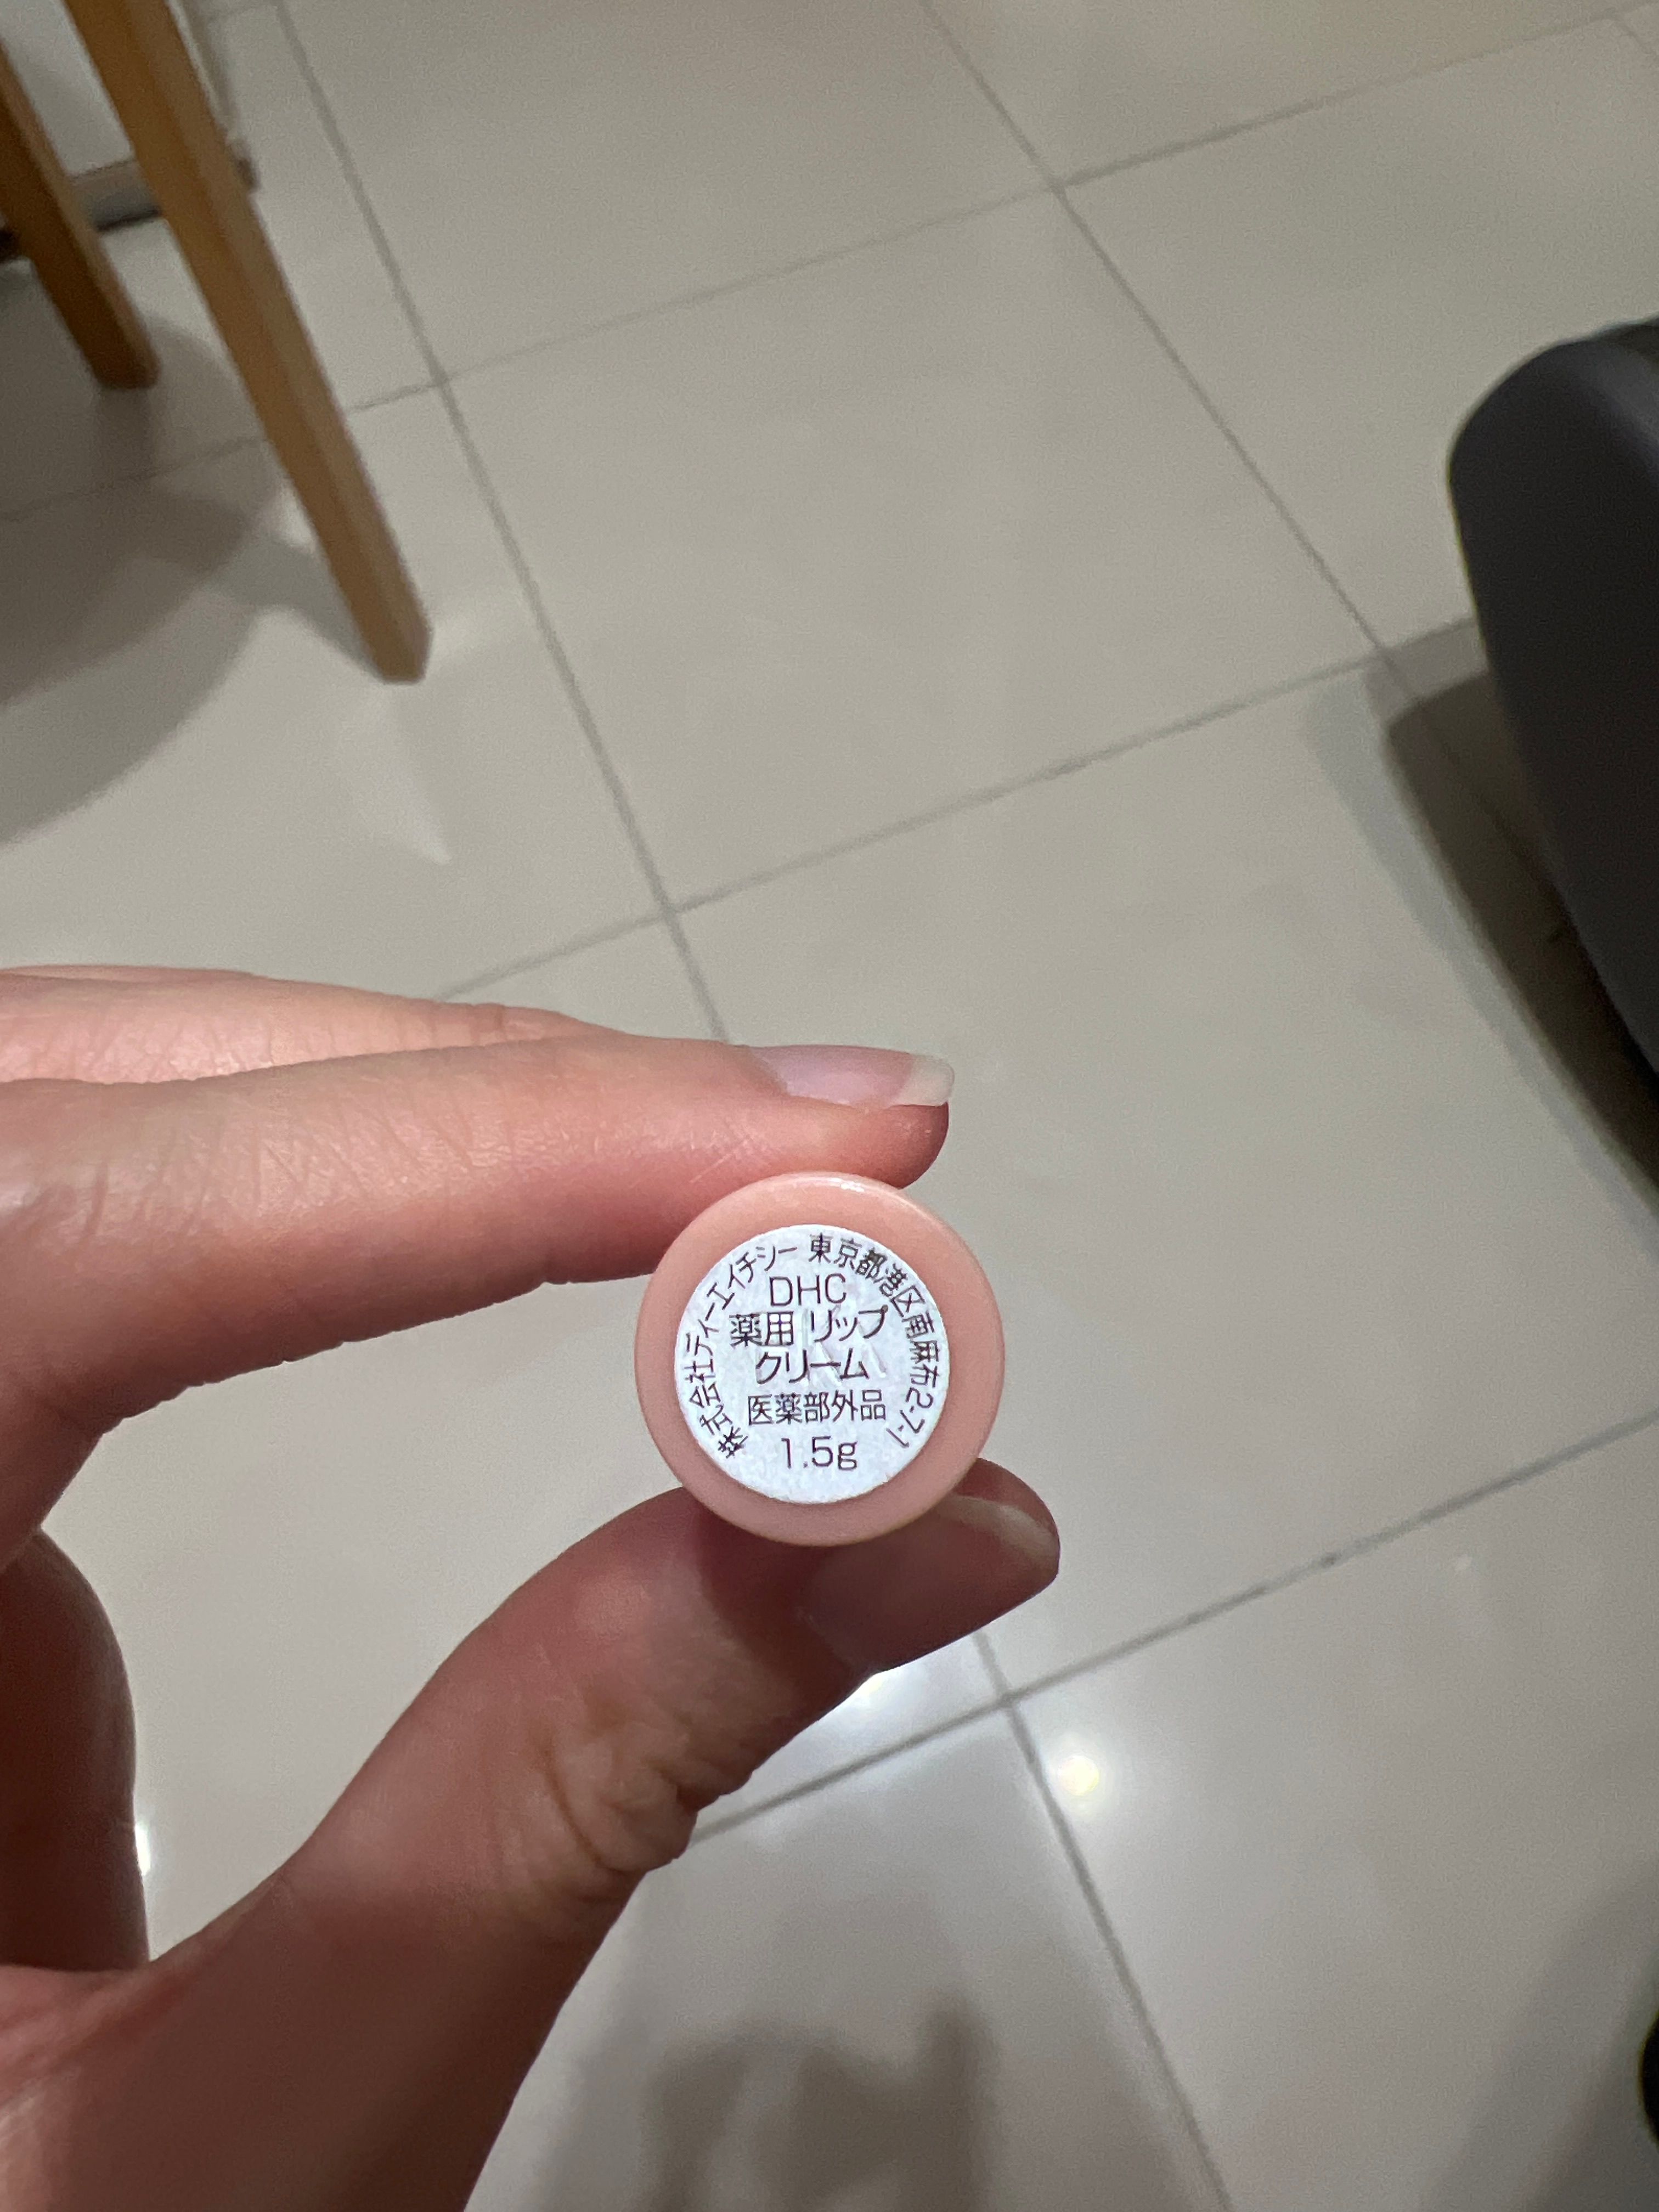 株式会社ディーエイチシー 東京都港区南麻布2-7-1
DHC
薬用 リップ
クリーム
医薬部外品
1.5g